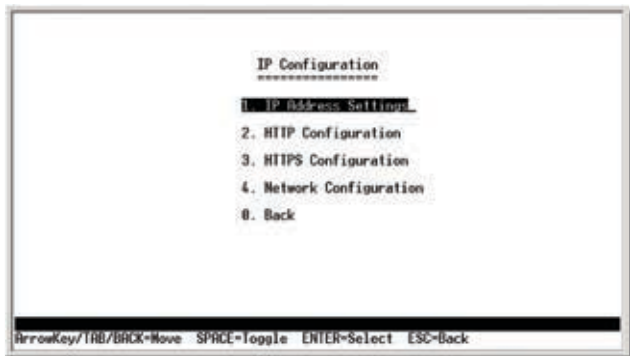 IP Configuration
================
1. IP Address Settings
2. HTTP Configuration
3. HTTPS Configuration
4. Network Configuration
0. Back
ArrowKey/TAB/BACK=Move SPACE=Toggle ENTER=Select ESC=Back